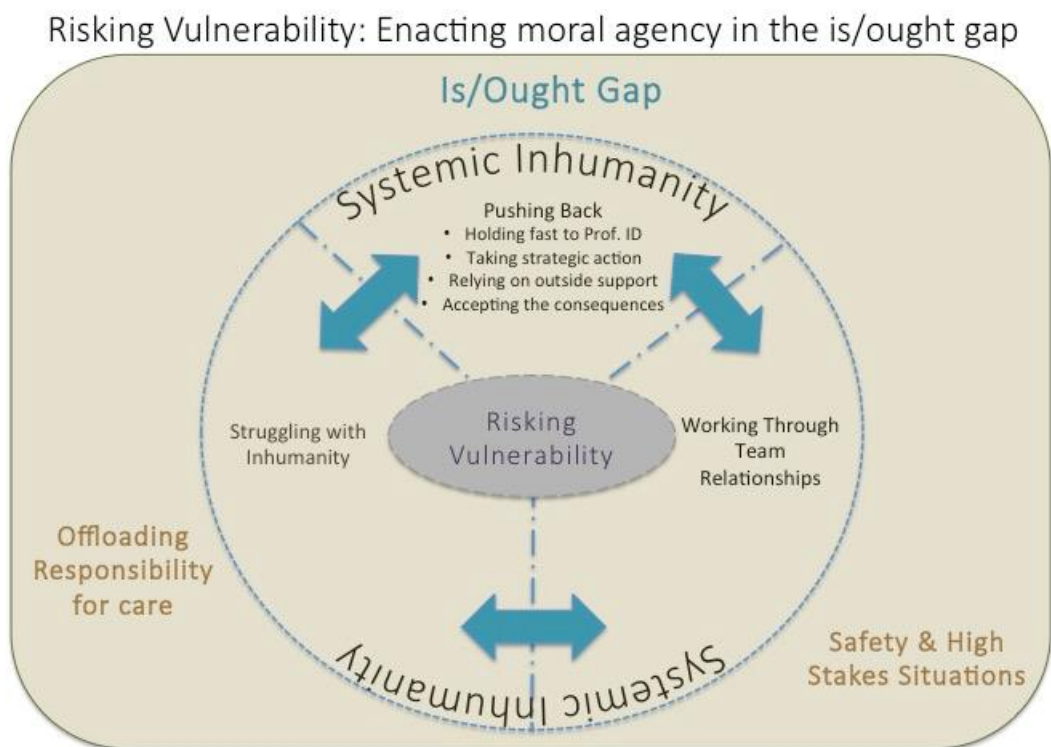 Risking Vulnerability: Enacting moral agency in the is/ought gap
Is/Ought Gap
Systemic Inhumanity
Pushing Back
• Holding fast to Prof. ID
• Taking strategic action
• Relying on outside support
• Accepting the consequences
Struggling with
Inhumanity
Risking
Vulnerability
Working Through
Team
Relationships
Offloading
Responsibility
for care
Safety & High
Stakes Situations
Systemic Inhumanity